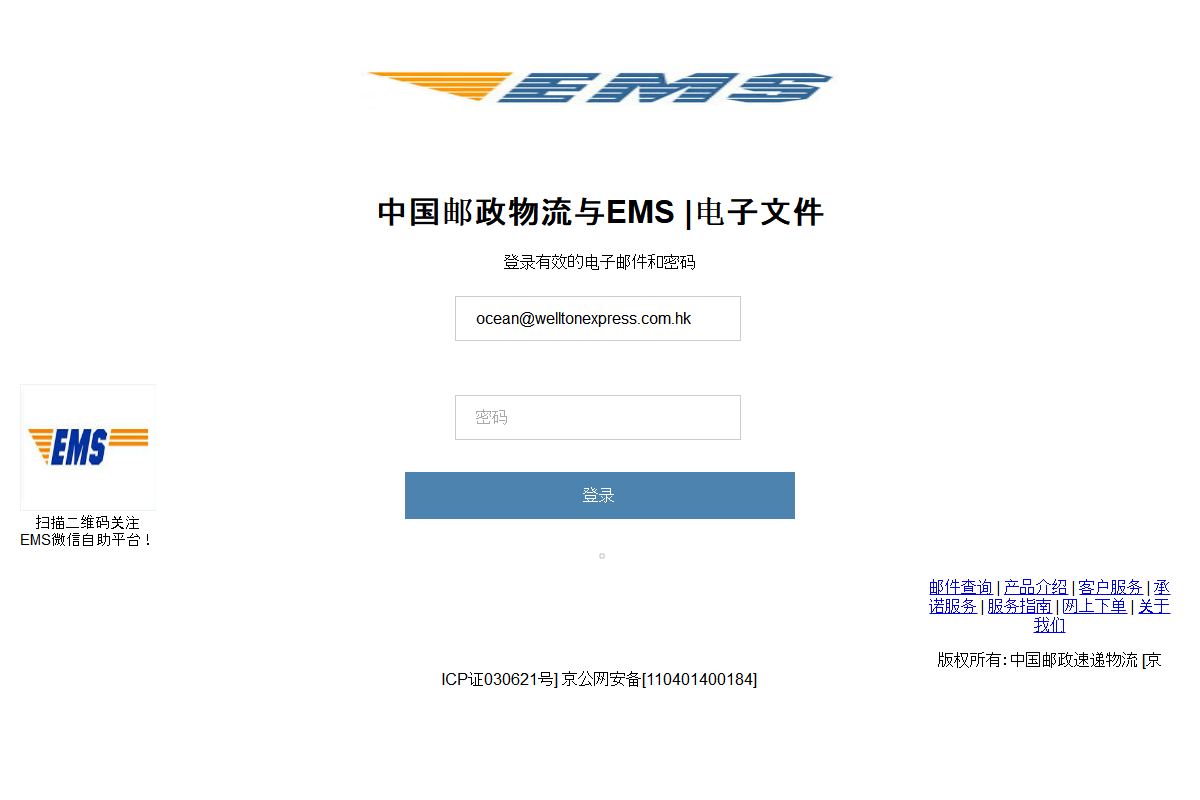 EMS
中国邮政物流与EMS |电子文件
登录有效的电子邮件和密码
ocean@welltonexpress.com.hk
密码
登录
EMS
扫描二维码关注
EMS微信自助平台！
邮件查询 | 产品介绍 | 客户服务 | 承
诺服务 | 服务指南 | 网上下单 | 关于
我们
版权所有: 中国邮政速递物流 [京
ICP证030621号] 京公网安备[110401400184]